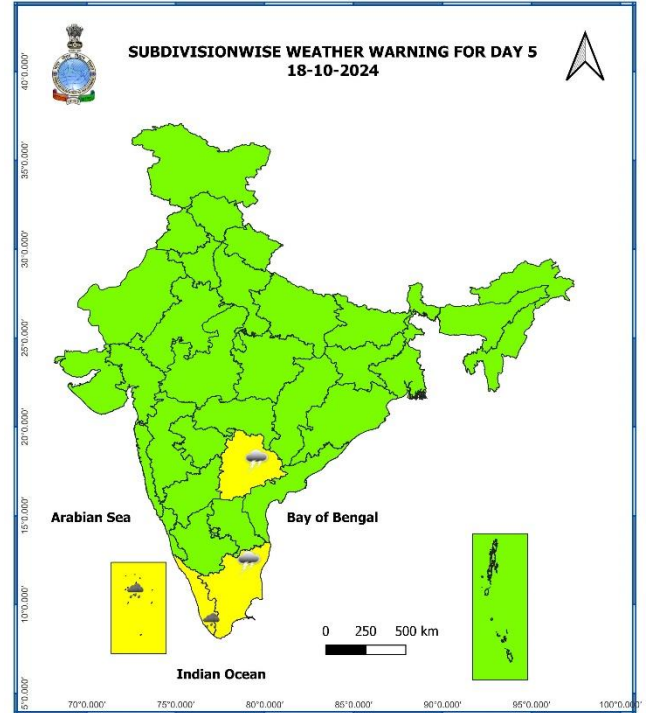 SUBDIVISIONWISE WEATHER WARNING FOR DAY 5
18-10-2024
40°0.000'
35°0.000'
30°0.000'
25°0.000'
20°0.000'
15°0.000'
10°0.000'
5°0.000'
Arabian Sea
Bay of Bengal
0 250 500 km
Indian Ocean
70°0.000' 75°0.000' 80°0.000' 85°0.000' 90°0.000' 95°0.000' 100°0.000'